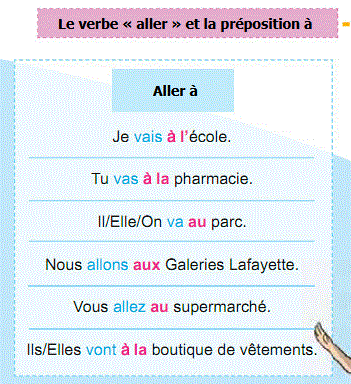 Le verbe « aller » et la préposition à
Aller à
Je vais à l'école.
Tu vas à la pharmacie.
Il/Elle/On va au parc.
Nous allons aux Galeries Lafayette.
Vous allez au supermarché.
Ils/Elles vont à la boutique de vêtements.